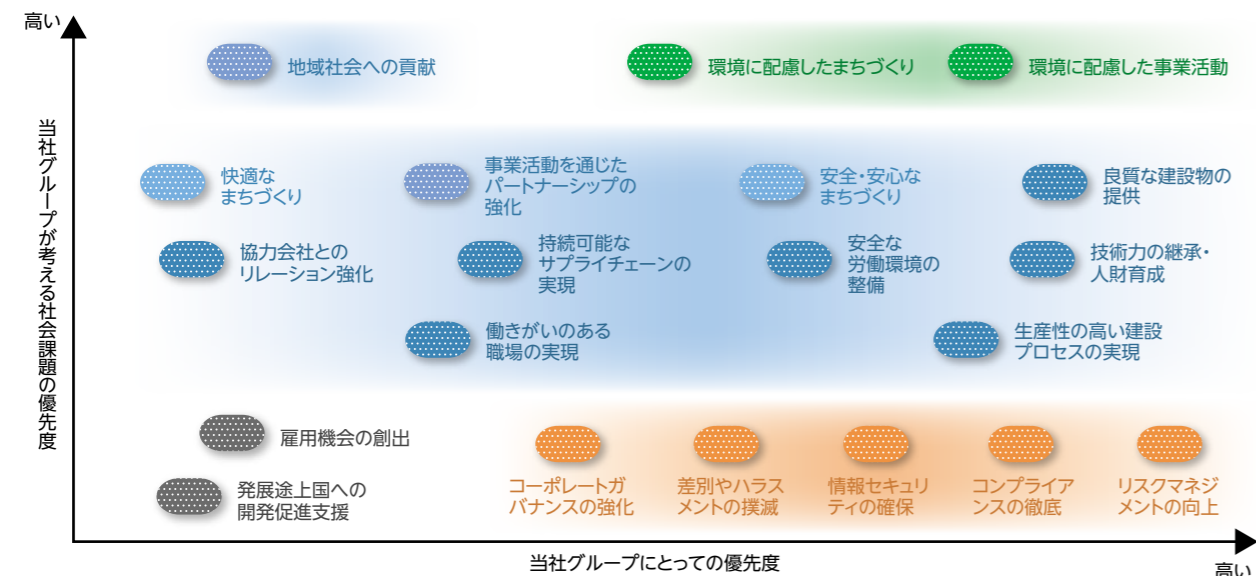 高い
当社グループが考える社会課題の優先度
地域社会への貢献
環境に配慮したまちづくり
環境に配慮した事業活動
快適な
まちづくり
事業活動を通じた
パートナーシップの
強化
安全・安心な
まちづくり
良質な建設物の
提供
協力会社との
リレーション強化
持続可能な
サプライチェーンの
実現
安全な
労働環境の
整備
技術力の継承・
人財育成
働きがいのある
職場の実現
生産性の高い建設
プロセスの実現
雇用機会の創出
発展途上国への
開発促進支援
コーポレートガ
バナンスの強化
差別やハラス
メントの撲滅
情報セキュリ
ティの確保
コンプライア
ンスの徹底
リスクマネジ
メントの向上
当社グループにとっての優先度
高い